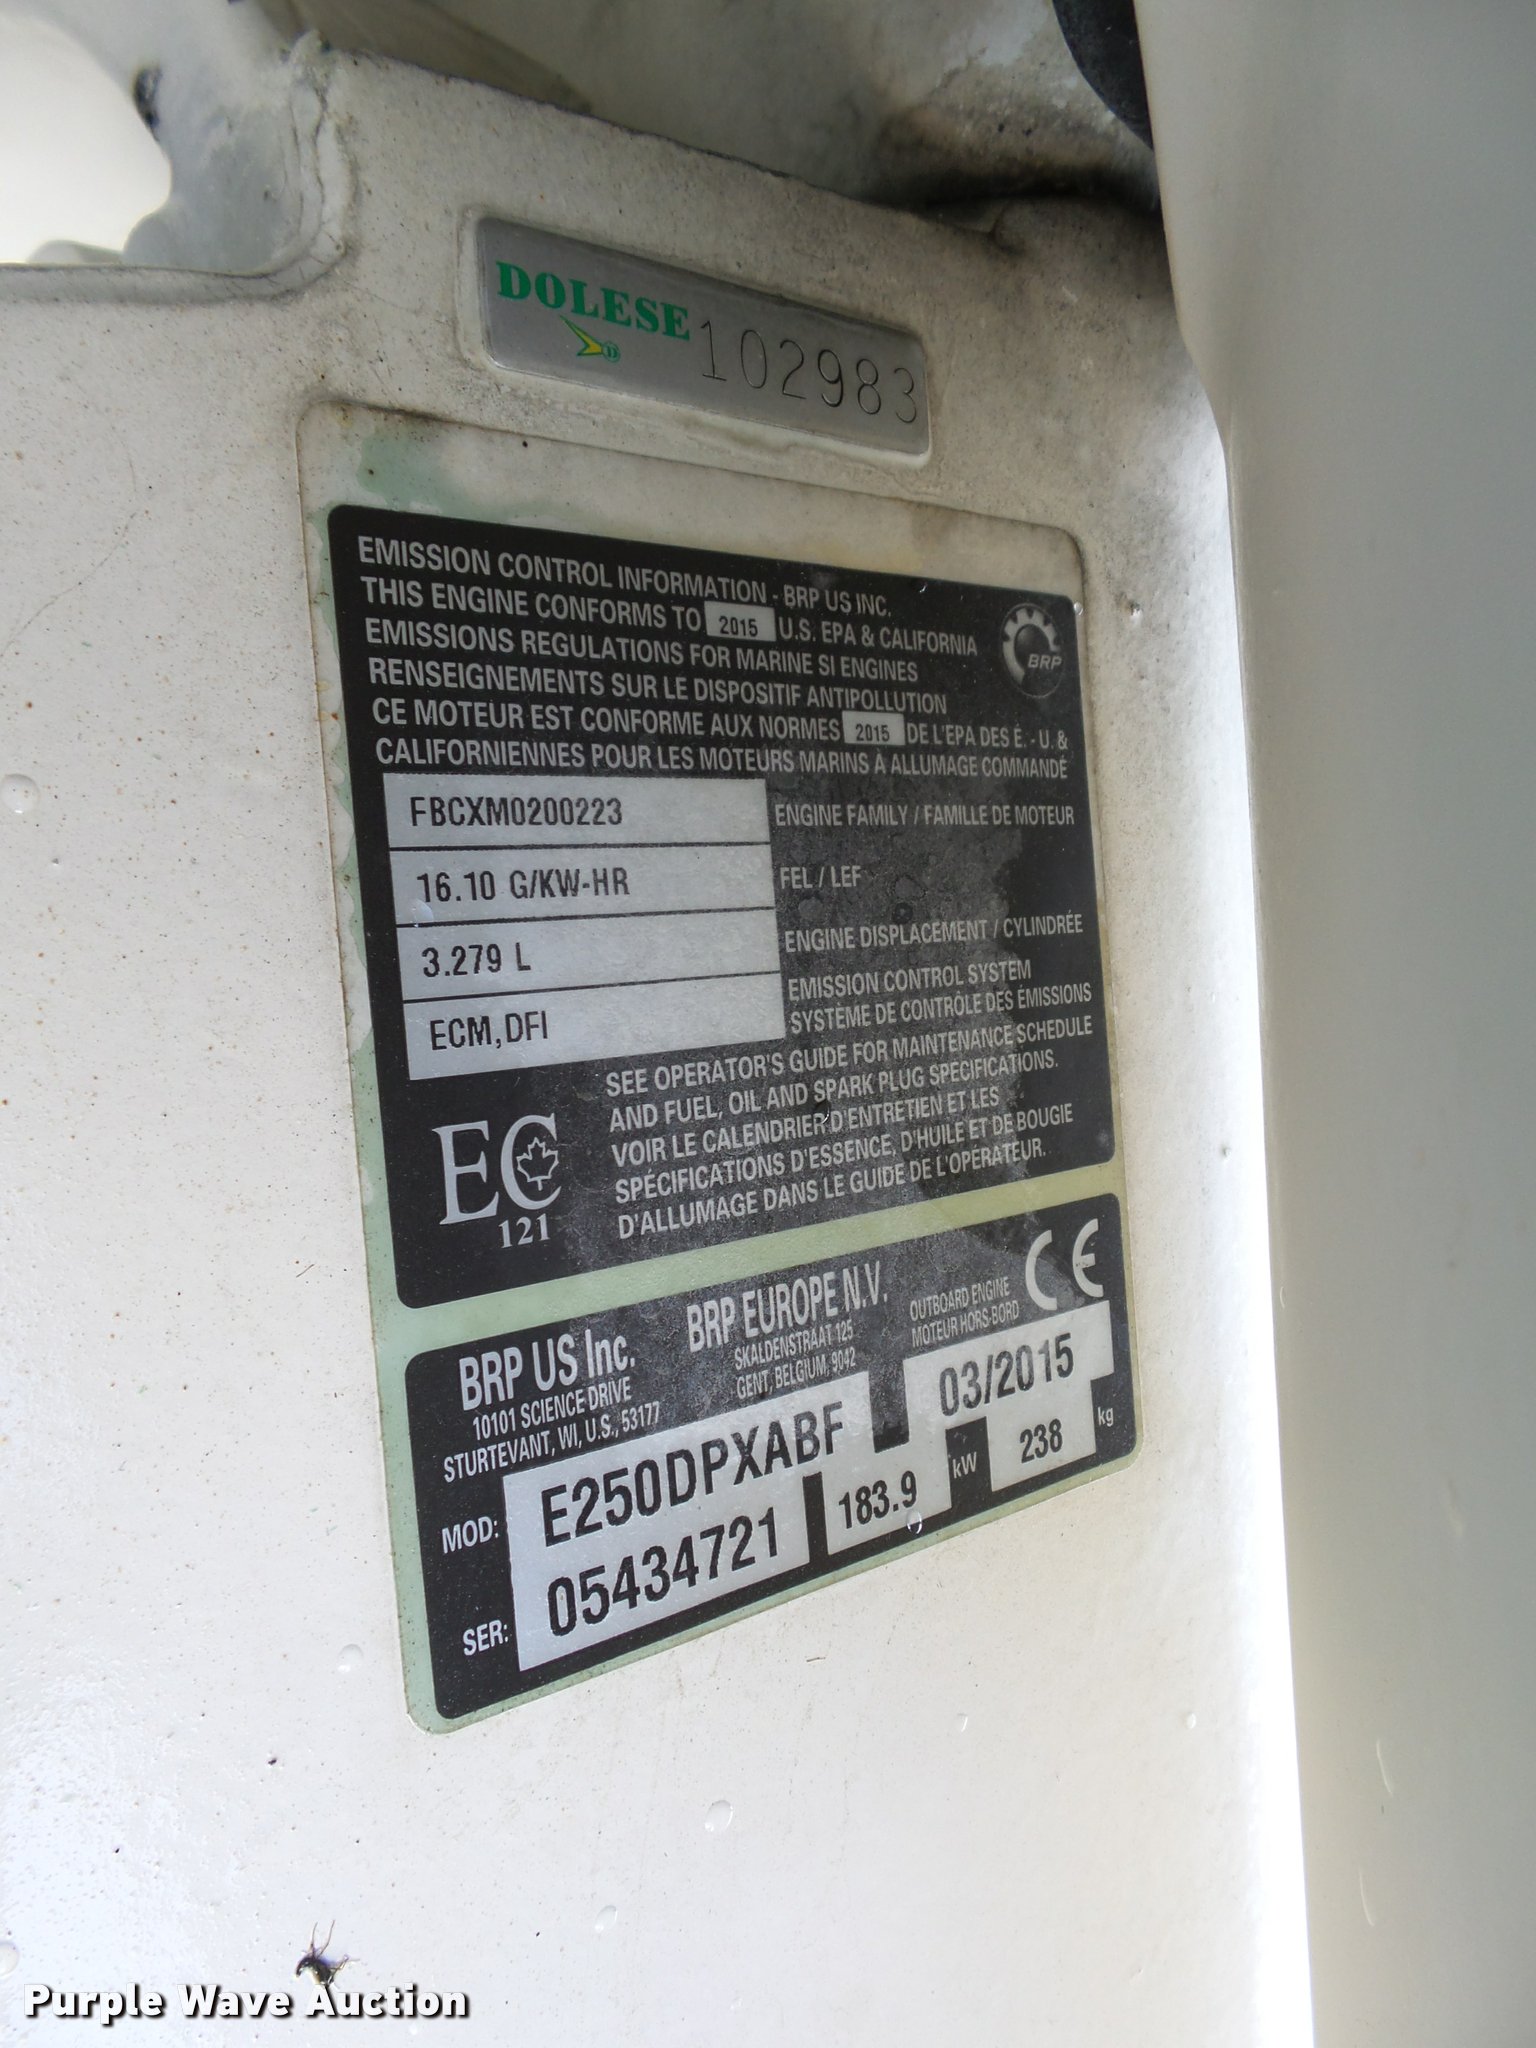 DOLESE
D
102983
EMISSION CONTROL INFORMATION - BRP US INC.
THIS ENGINE CONFORMS TO 2015 U.S. EPA & CALIFORNIA
EMISSIONS REGULATIONS FOR MARINE SI ENGINES
RENSEIGNEMENTS SUR LE DISPOSITIF ANTIPOLLUTION
CE MOTEUR EST CONFORME AUX NORMES 2015 DE L'EPA DES É. - U. &
CALIFORNIENNES POUR LES MOTEURS MARINS À ALLUMAGE COMMANDÉ
BRP
FBCXM0200223 ENGINE FAMILY / FAMILLE DE MOTEUR
16.10 G/KW-HR FEL / LEF
3.279 L ENGINE DISPLACEMENT / CYLINDRÉE
ECM,DFI EMISSION CONTROL SYSTEM
SYSTÈME DE CONTRÔLE DES ÉMISSIONS
SEE OPERATOR'S GUIDE FOR MAINTENANCE SCHEDULE
AND FUEL, OIL AND SPARK PLUG SPECIFICATIONS.
VOIR LE CALENDRIER D'ENTRETIEN ET LES
SPÉCIFICATIONS D'ESSENCE, D'HUILE ET DE BOUGIE
D'ALLUMAGE DANS LE GUIDE DE L'OPÉRATEUR.
EC
121
BRP US Inc.
10101 SCIENCE DRIVE
STURTEVANT, WI, U.S., 53177
BRP EUROPE N.V.
SKALDENSTRAAT 125
GENT, BELGIUM, 9042
OUTBOARD ENGINE
MOTEUR HORS-BORD
CE
03/2015
MOD: E250DPXABF
183.9 kW
238 kg
SER: 05434721
Purple Wave Auction